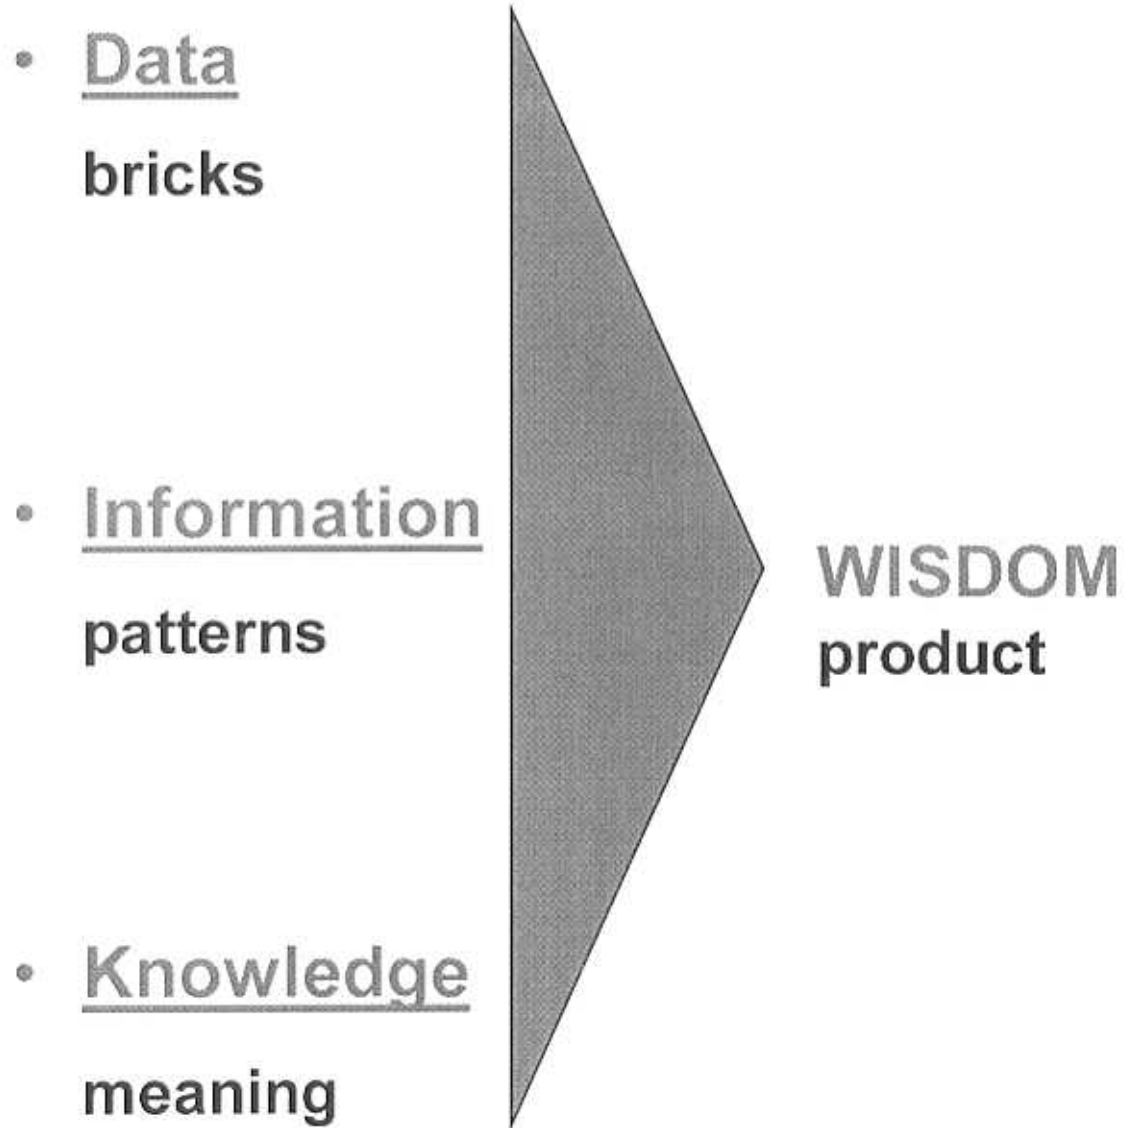 • Data
bricks
• Information
patterns
• Knowledge
meaning
WISDOM
product